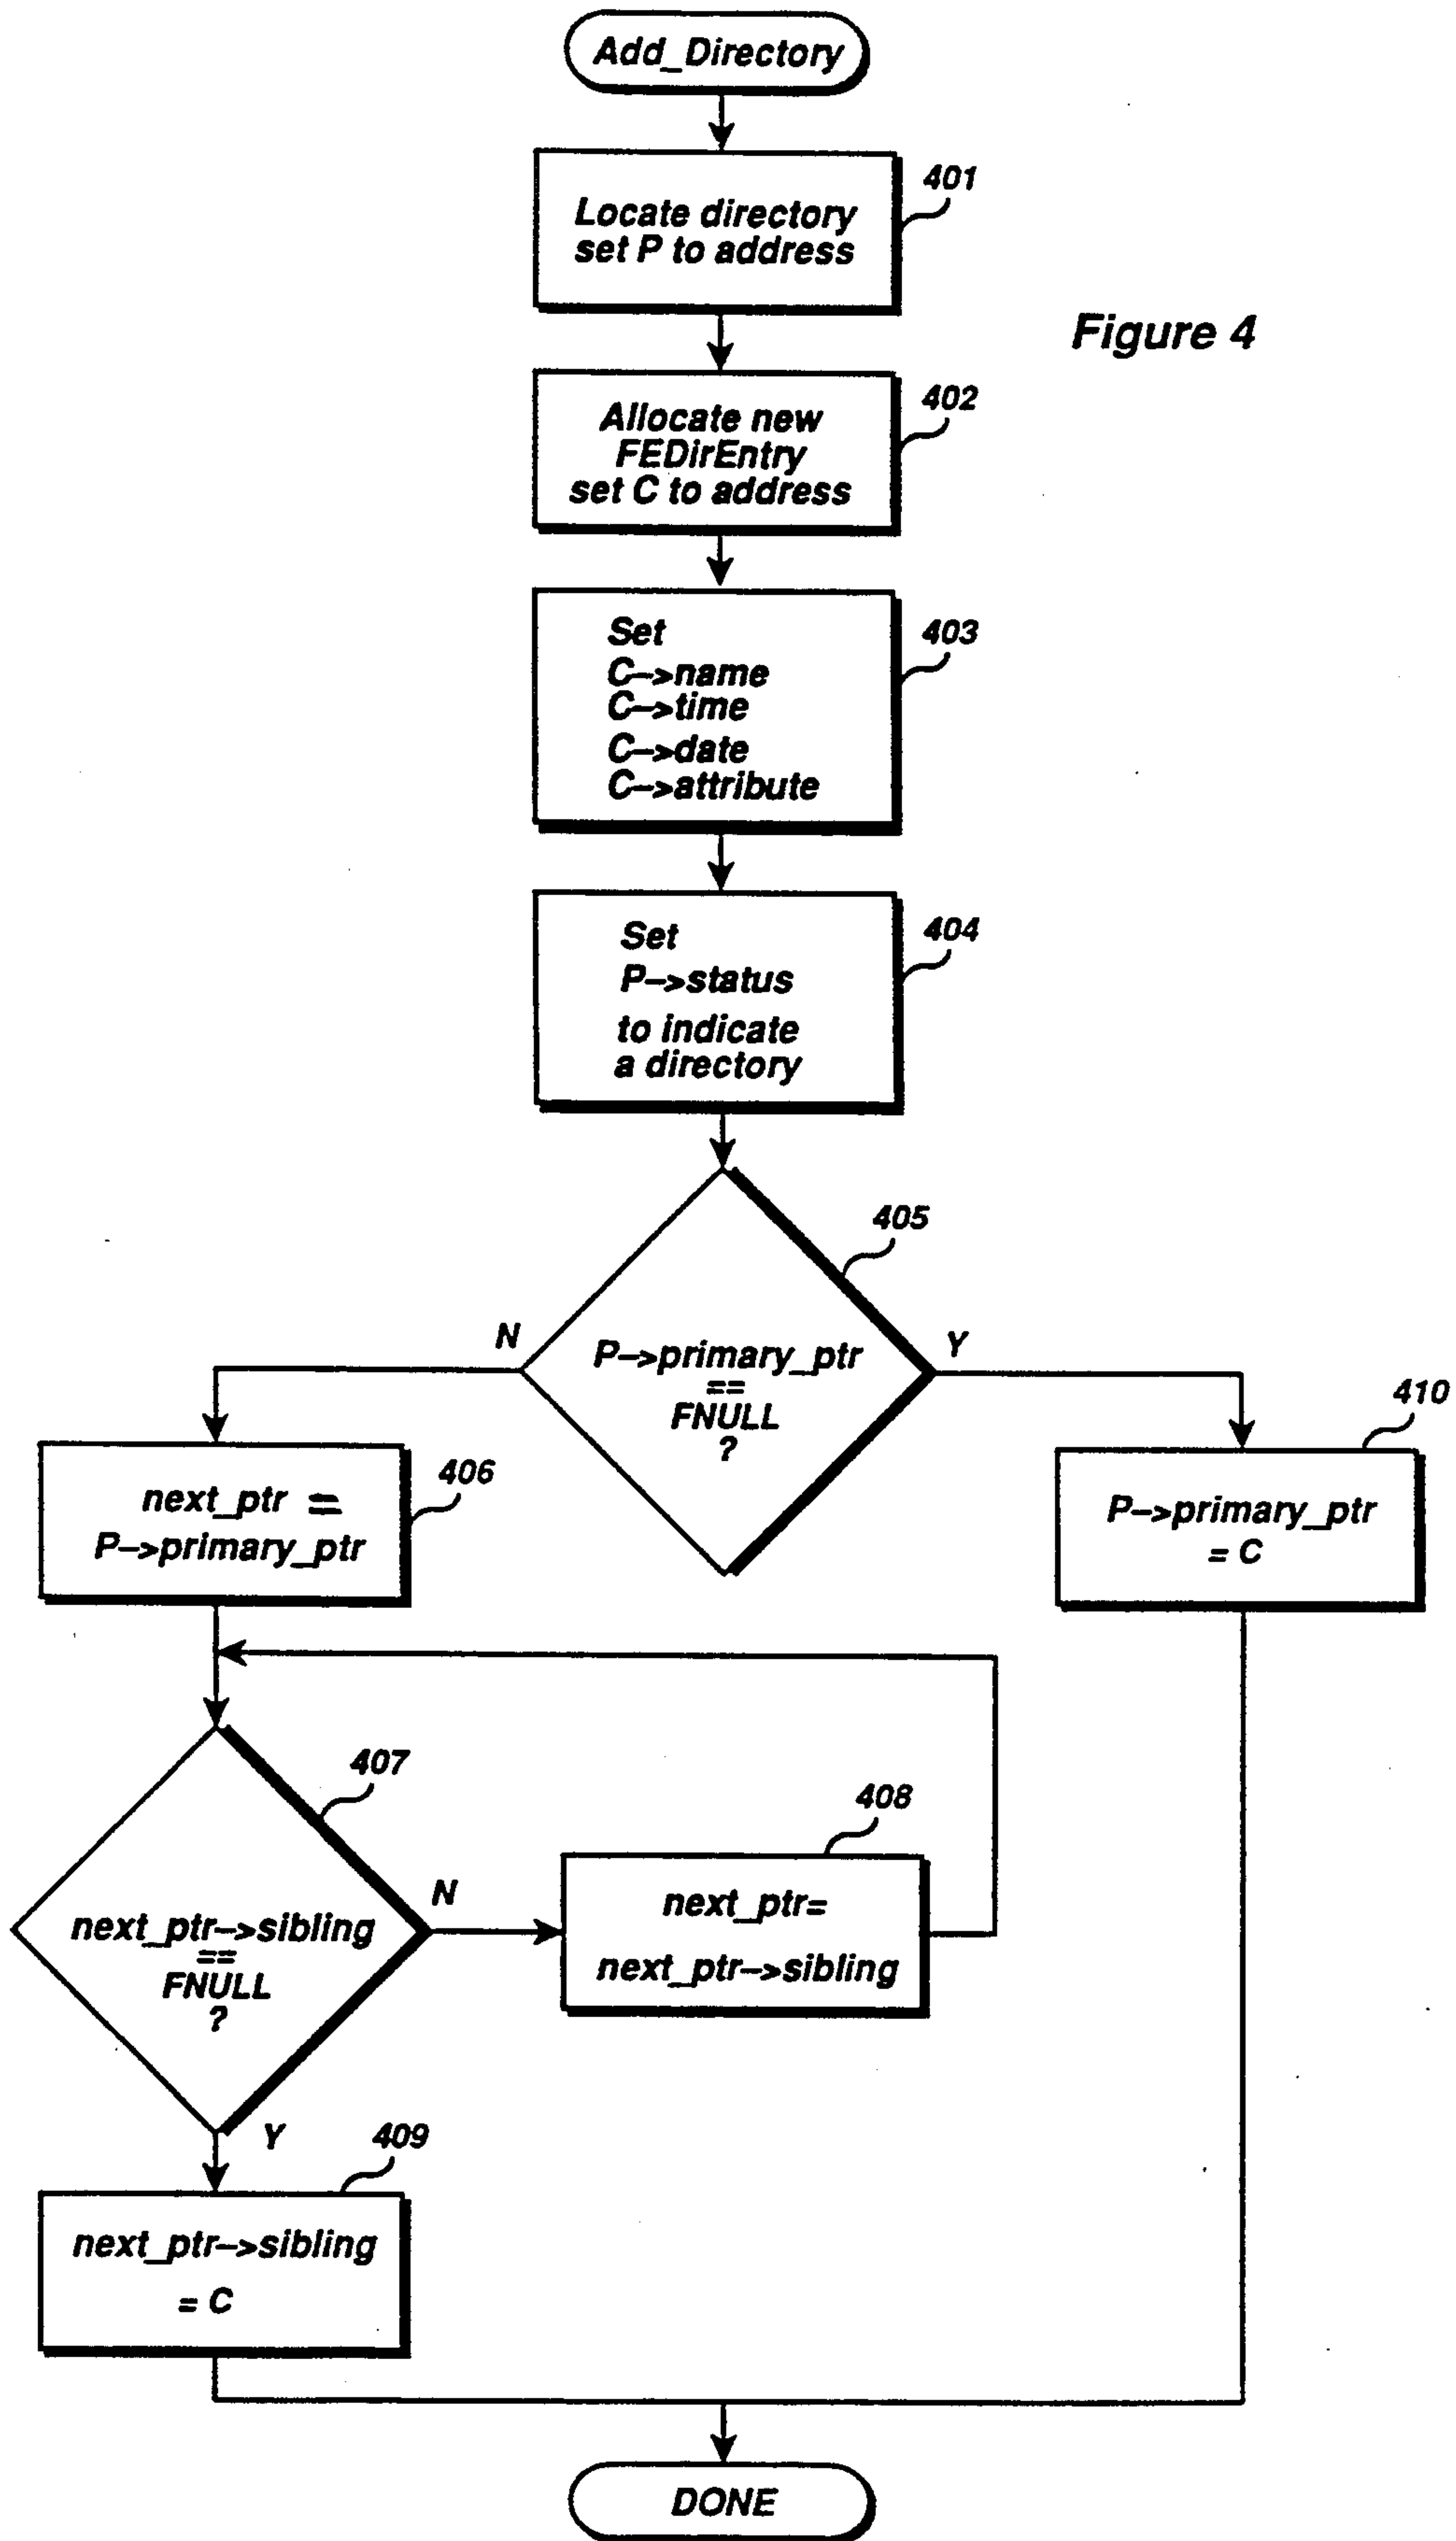 Add_Directory
401
Locate directory
set P to address
Figure 4
402
Allocate new
FEDirEntry
set C to address
403
Set
C–>name
C–>time
C–>date
C–>attribute
404
Set
P–>status
to indicate
a directory
405
N
Y
P–>primary_ptr
==
FNULL
?
410
406
next_ptr =
P–>primary_ptr
P–>primary_ptr
= C
407
408
N
next_ptr=
next_ptr–>sibling
next_ptr–>sibling
==
FNULL
?
Y
409
next_ptr–>sibling
= C
DONE